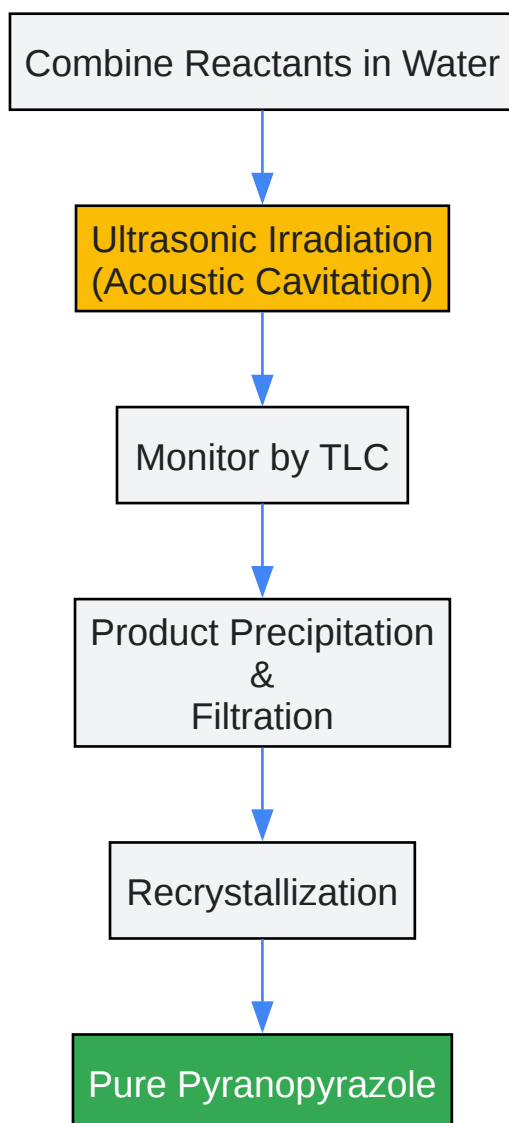 Combine Reactants in Water
Ultrasonic Irradiation
(Acoustic Cavitation)
Monitor by TLC
Product Precipitation
&
Filtration
Recrystallization
Pure Pyranopyrazole